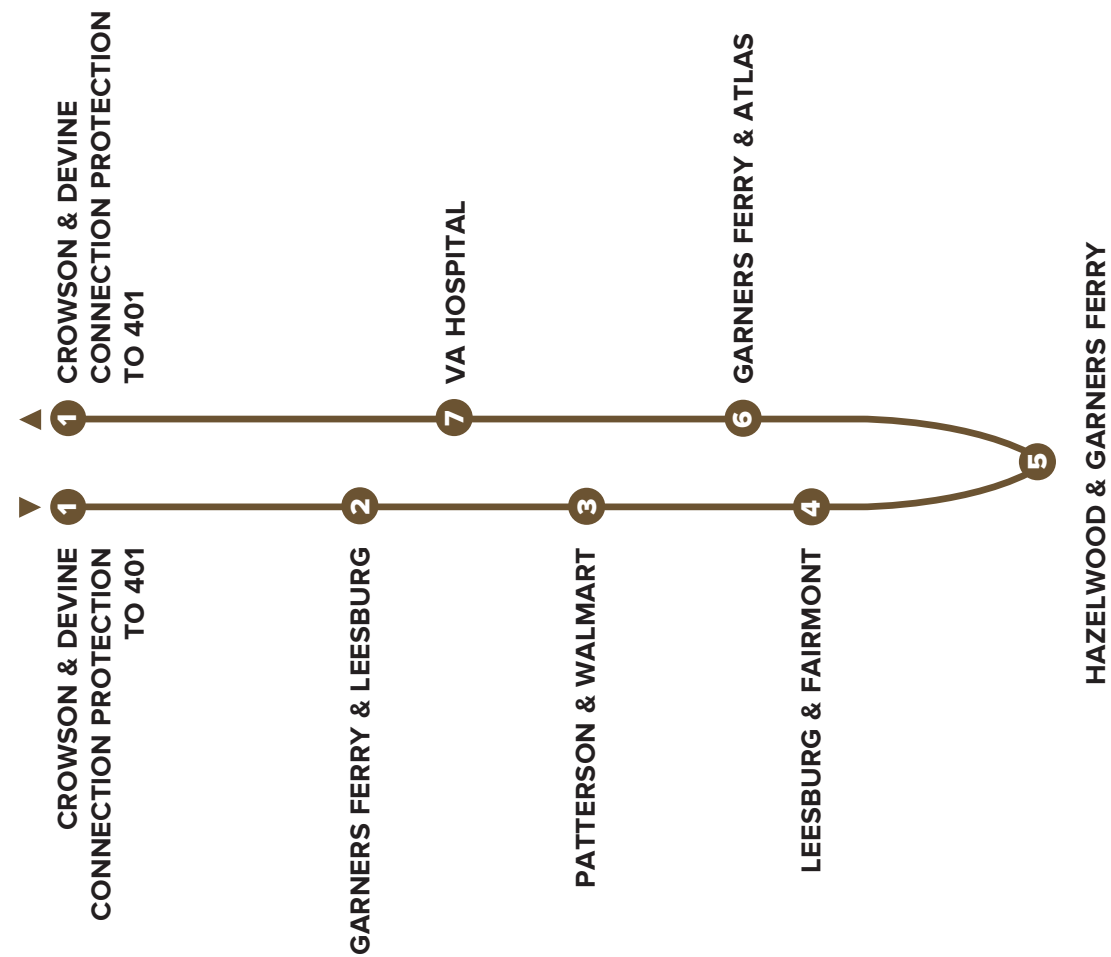 1
CROWSON & DEVINE
CONNECTION PROTECTION
TO 401
2
GARNERS FERRY & LEESBURG
3
PATTERSON & WALMART
4
LEESBURG & FAIRMONT
5
HAZELWOOD & GARNERS FERRY
6
GARNERS FERRY & ATLAS
7
VA HOSPITAL
1
CROWSON & DEVINE
CONNECTION PROTECTION
TO 401